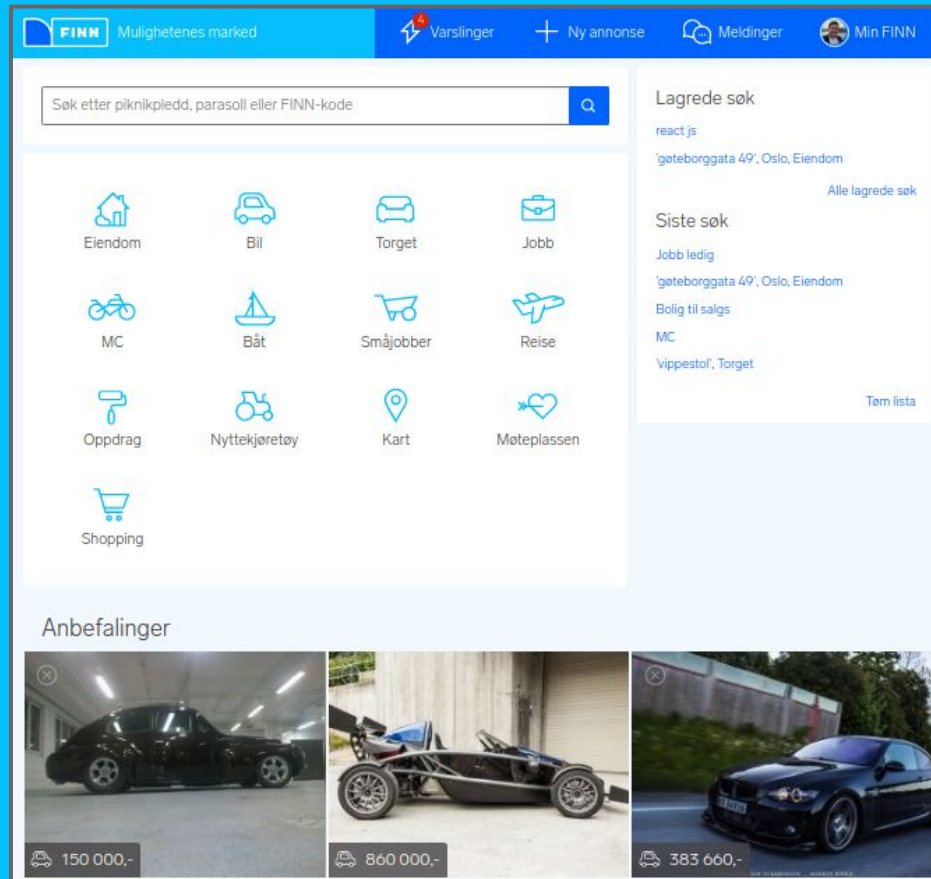 FINN Mulighetenes marked
4
Varslinger
Ny annonse
Meldinger
Min FINN
Søk etter piknikpledd, parasoll eller FINN-kode
Eiendom
Bil
Torget
Jobb
MC
Båt
Småjobber
Reise
Oppdrag
Nyttekjøretøy
Kart
Møteplassen
Shopping
Lagrede søk
react js
'gøteborggata 49', Oslo, Eiendom
Alle lagrede søk
Siste søk
Jobb ledig
'gøteborggata 49', Oslo, Eiendom
Bolig til salgs
MC
'vippestol', Torget
Tøm lista
Anbefalinger
150 000,-
860 000,-
383 660,-